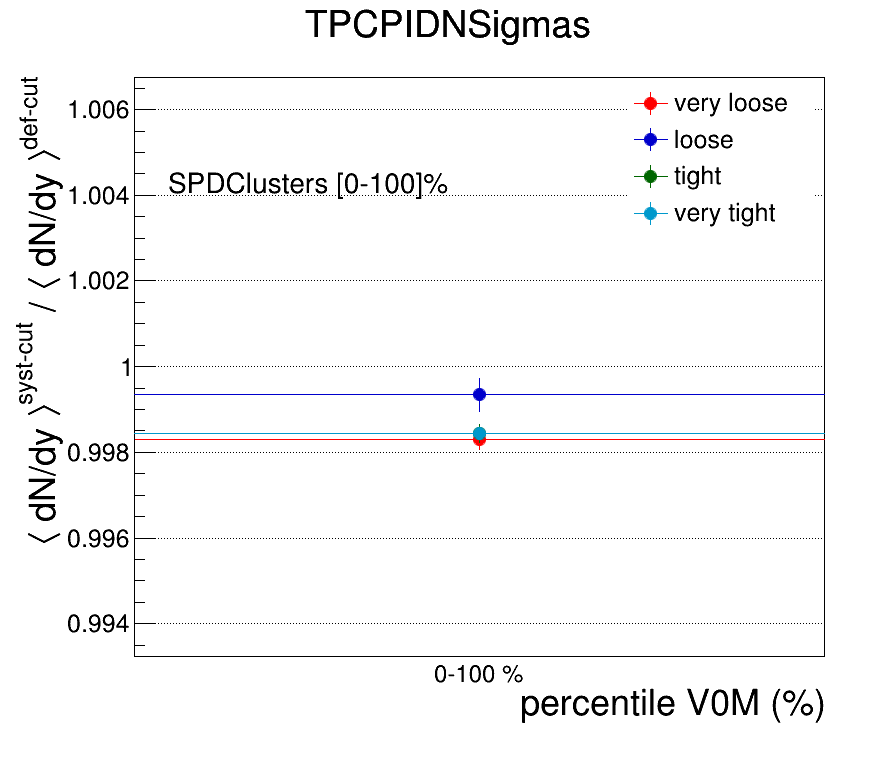 TPCPIDNSigmas
⟨ dN/dy ⟩^syst-cut / ⟨ dN/dy ⟩^def-cut
1.006
1.004
1.002
1
0.998
0.996
0.994
SPDClusters [0-100]%
very loose
loose
tight
very tight
0-100 %
percentile V0M (%)